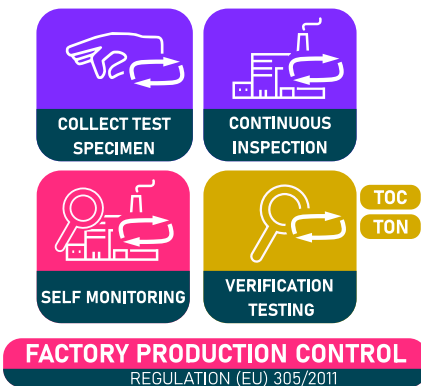 COLLECT TEST
SPECIMEN
CONTINUOUS
INSPECTION
SELF MONITORING
VERIFICATION
TESTING
TOC
TON
FACTORY PRODUCTION CONTROL
REGULATION (EU) 305/2011